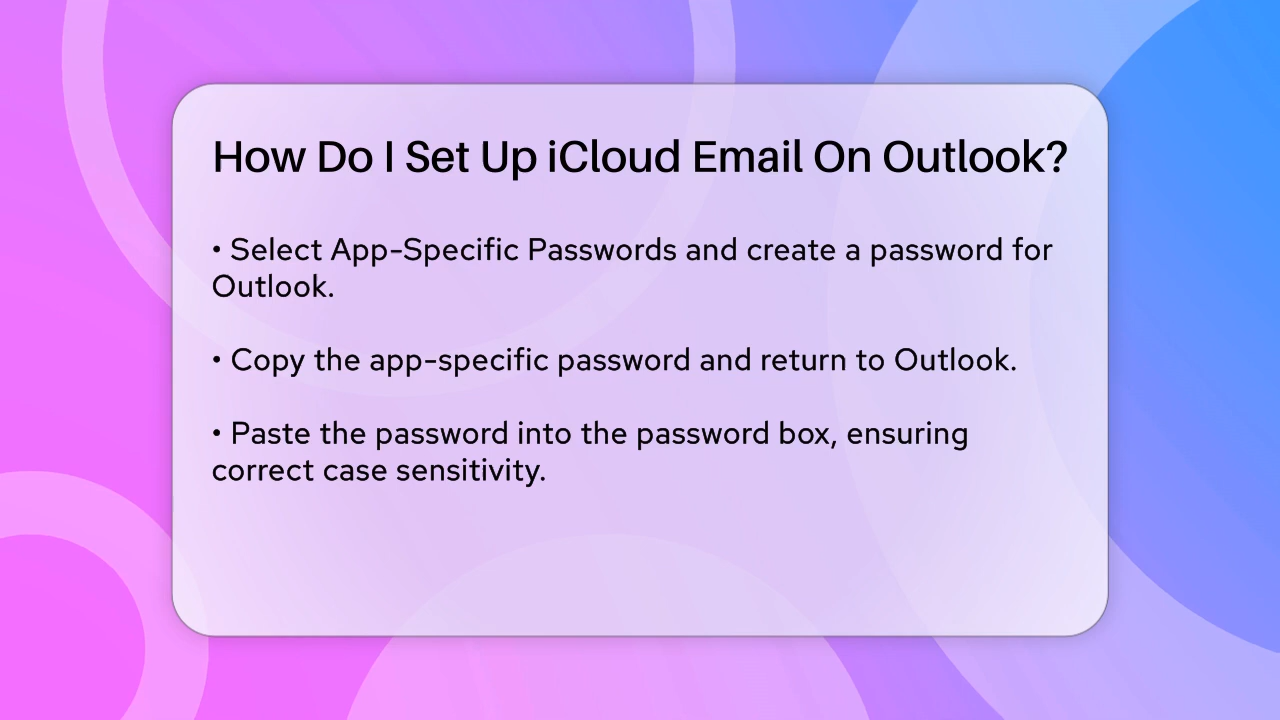 How Do I Set Up iCloud Email On Outlook?
• Select App-Specific Passwords and create a password for
Outlook.
• Copy the app-specific password and return to Outlook.
• Paste the password into the password box, ensuring
correct case sensitivity.